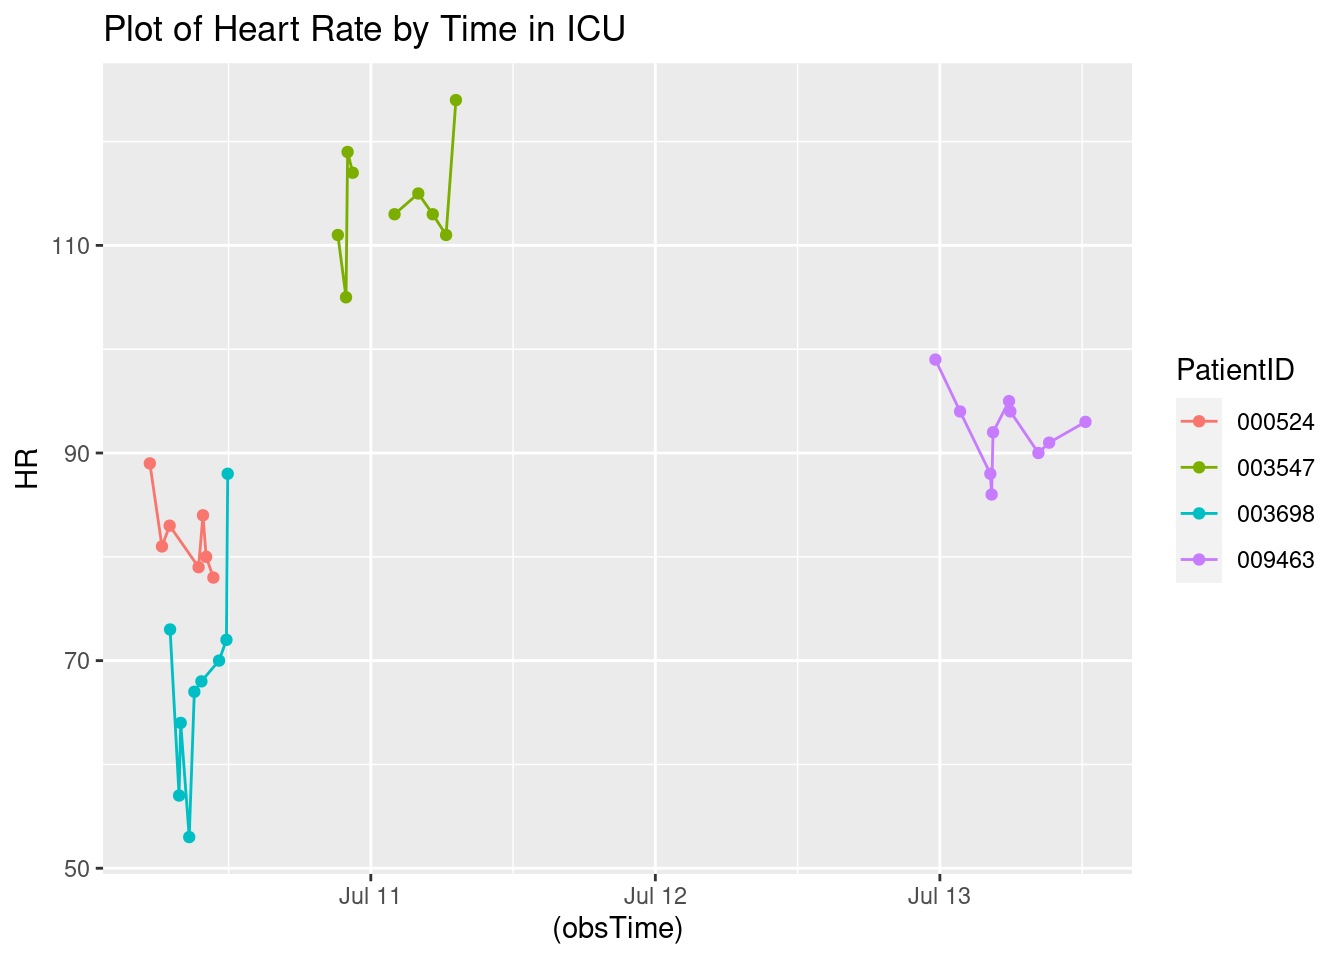 Plot of Heart Rate by Time in ICU
HR
110
90
70
50
Jul 11
Jul 12
Jul 13
(obsTime)
PatientID
000524
003547
003698
009463